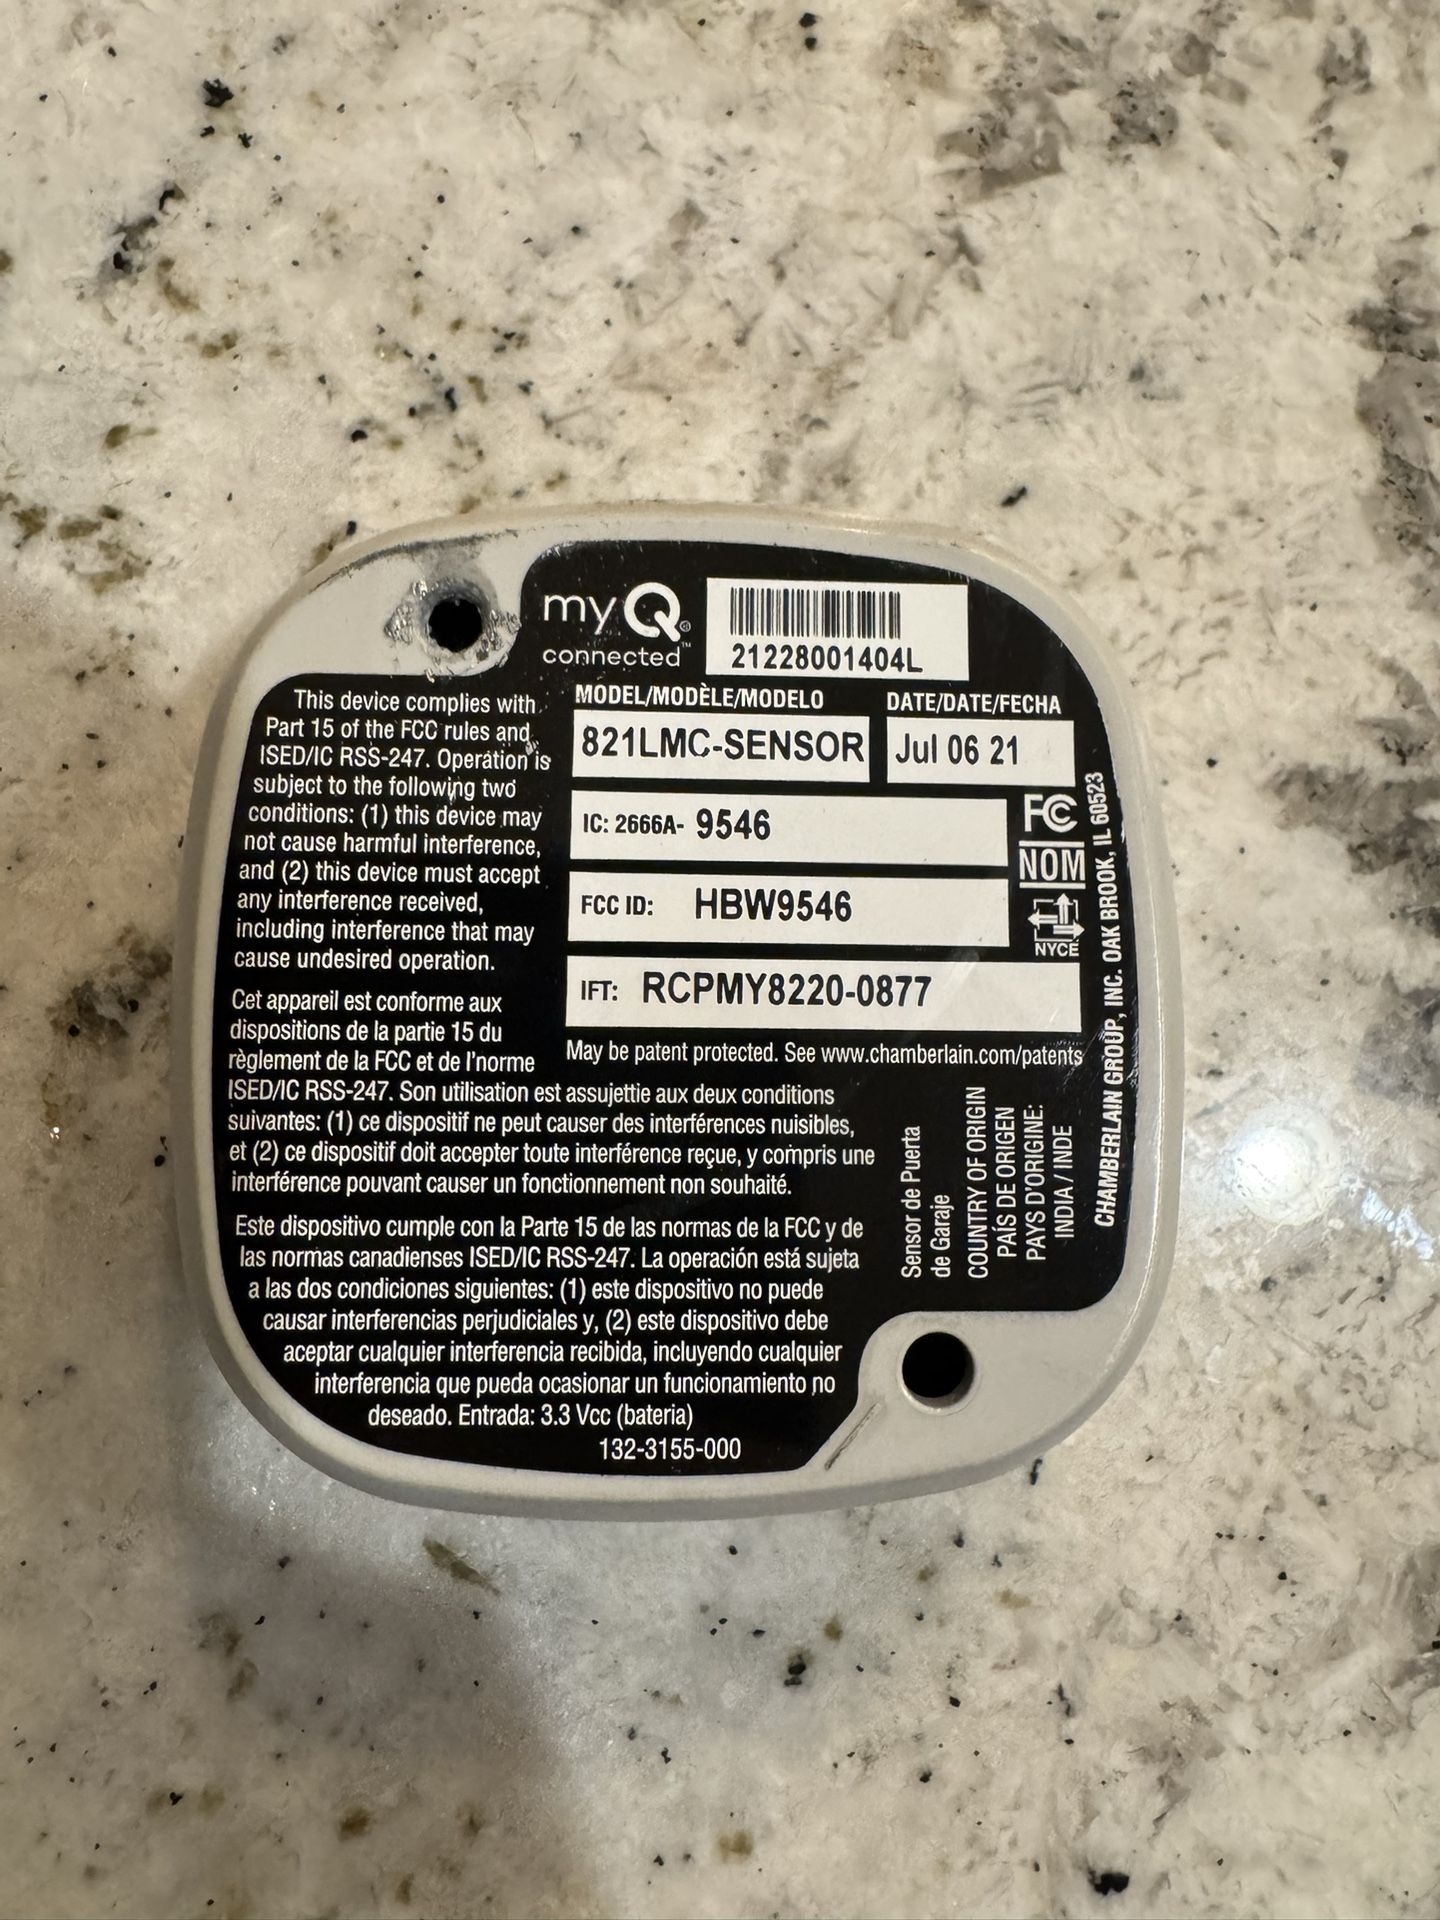 myQ®
connected™
21228001404L
MODEL/MODÈLE/MODELO
821LMC-SENSOR
DATE/DATE/FECHA
Jul 06 21
IC: 2666A- 9546
FCC ID: HBW9546
IFT: RCPMY8220-0877
May be patent protected. See www.chamberlain.com/patents
FC
NOM
NYCE
This device complies with
Part 15 of the FCC rules and
ISED/IC RSS-247. Operation is
subject to the following two
conditions: (1) this device may
not cause harmful interference,
and (2) this device must accept
any interference received,
including interference that may
cause undesired operation.
Cet appareil est conforme aux
dispositions de la partie 15 du
règlement de la FCC et de l'norme
ISED/IC RSS-247. Son utilisation est assujettie aux deux conditions
suivantes: (1) ce dispositif ne peut causer des interférences nuisibles,
et (2) ce dispositif doit accepter toute interférence reçue, y compris une
interférence pouvant causer un fonctionnement non souhaité.
Este dispositivo cumple con la Parte 15 de las normas de la FCC y de
las normas canadienses ISED/IC RSS-247. La operación está sujeta
a las dos condiciones siguientes: (1) este dispositivo no puede
causar interferencias perjudiciales y, (2) este dispositivo debe
aceptar cualquier interferencia recibida, incluyendo cualquier
interferencia que pueda ocasionar un funcionamiento no
deseado. Entrada: 3.3 Vcc (bateria)
132-3155-000
Sensor de Puerta
de Garaje
COUNTRY OF ORIGIN
PAÍS DE ORIGEN
PAYS D'ORIGINE:
INDIA / INDE
CHAMBERLAIN GROUP, INC. OAK BROOK, IL 60523